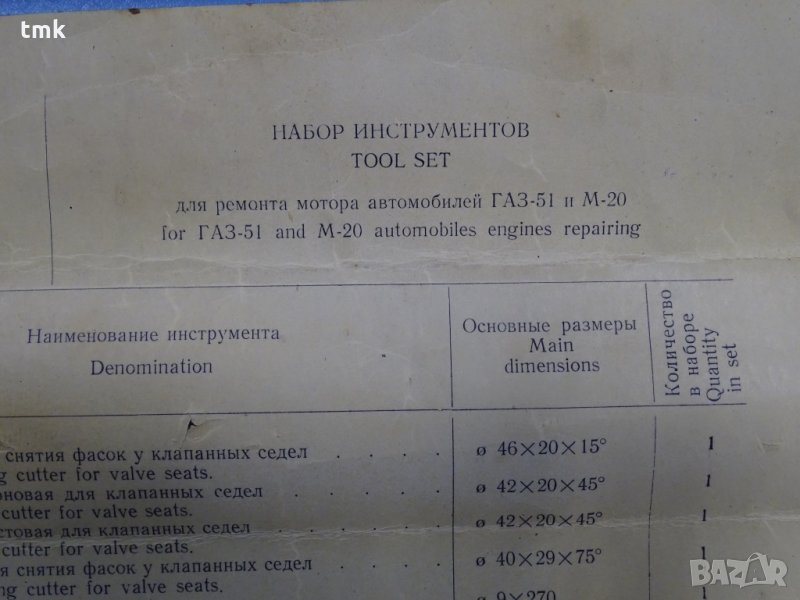 tmk
НАБОР ИНСТРУМЕНТОВ
TOOL SET
для ремонта мотора автомобилей ГАЗ-51 и М-20
for ГАЗ-51 and M-20 automobiles engines repairing
Наименование инструмента
Denomination
Основные размеры
Main
dimensions
Количество
в наборе
Quantity
in set
снятия фасок у клапанных седел . . . . ø 46×20×15° 1
cutter for valve seats.
для клапанных седел . . . . ø 42×20×45° 1
cutter for valve seats.
для клапанных седел . . . . ø 42×20×45° 1
cutter for valve seats.
снятия фасок у клапанных седел . . . . ø 40×29×75° 1
cutter for valve seats.
ø 9×270 1
BAZAR